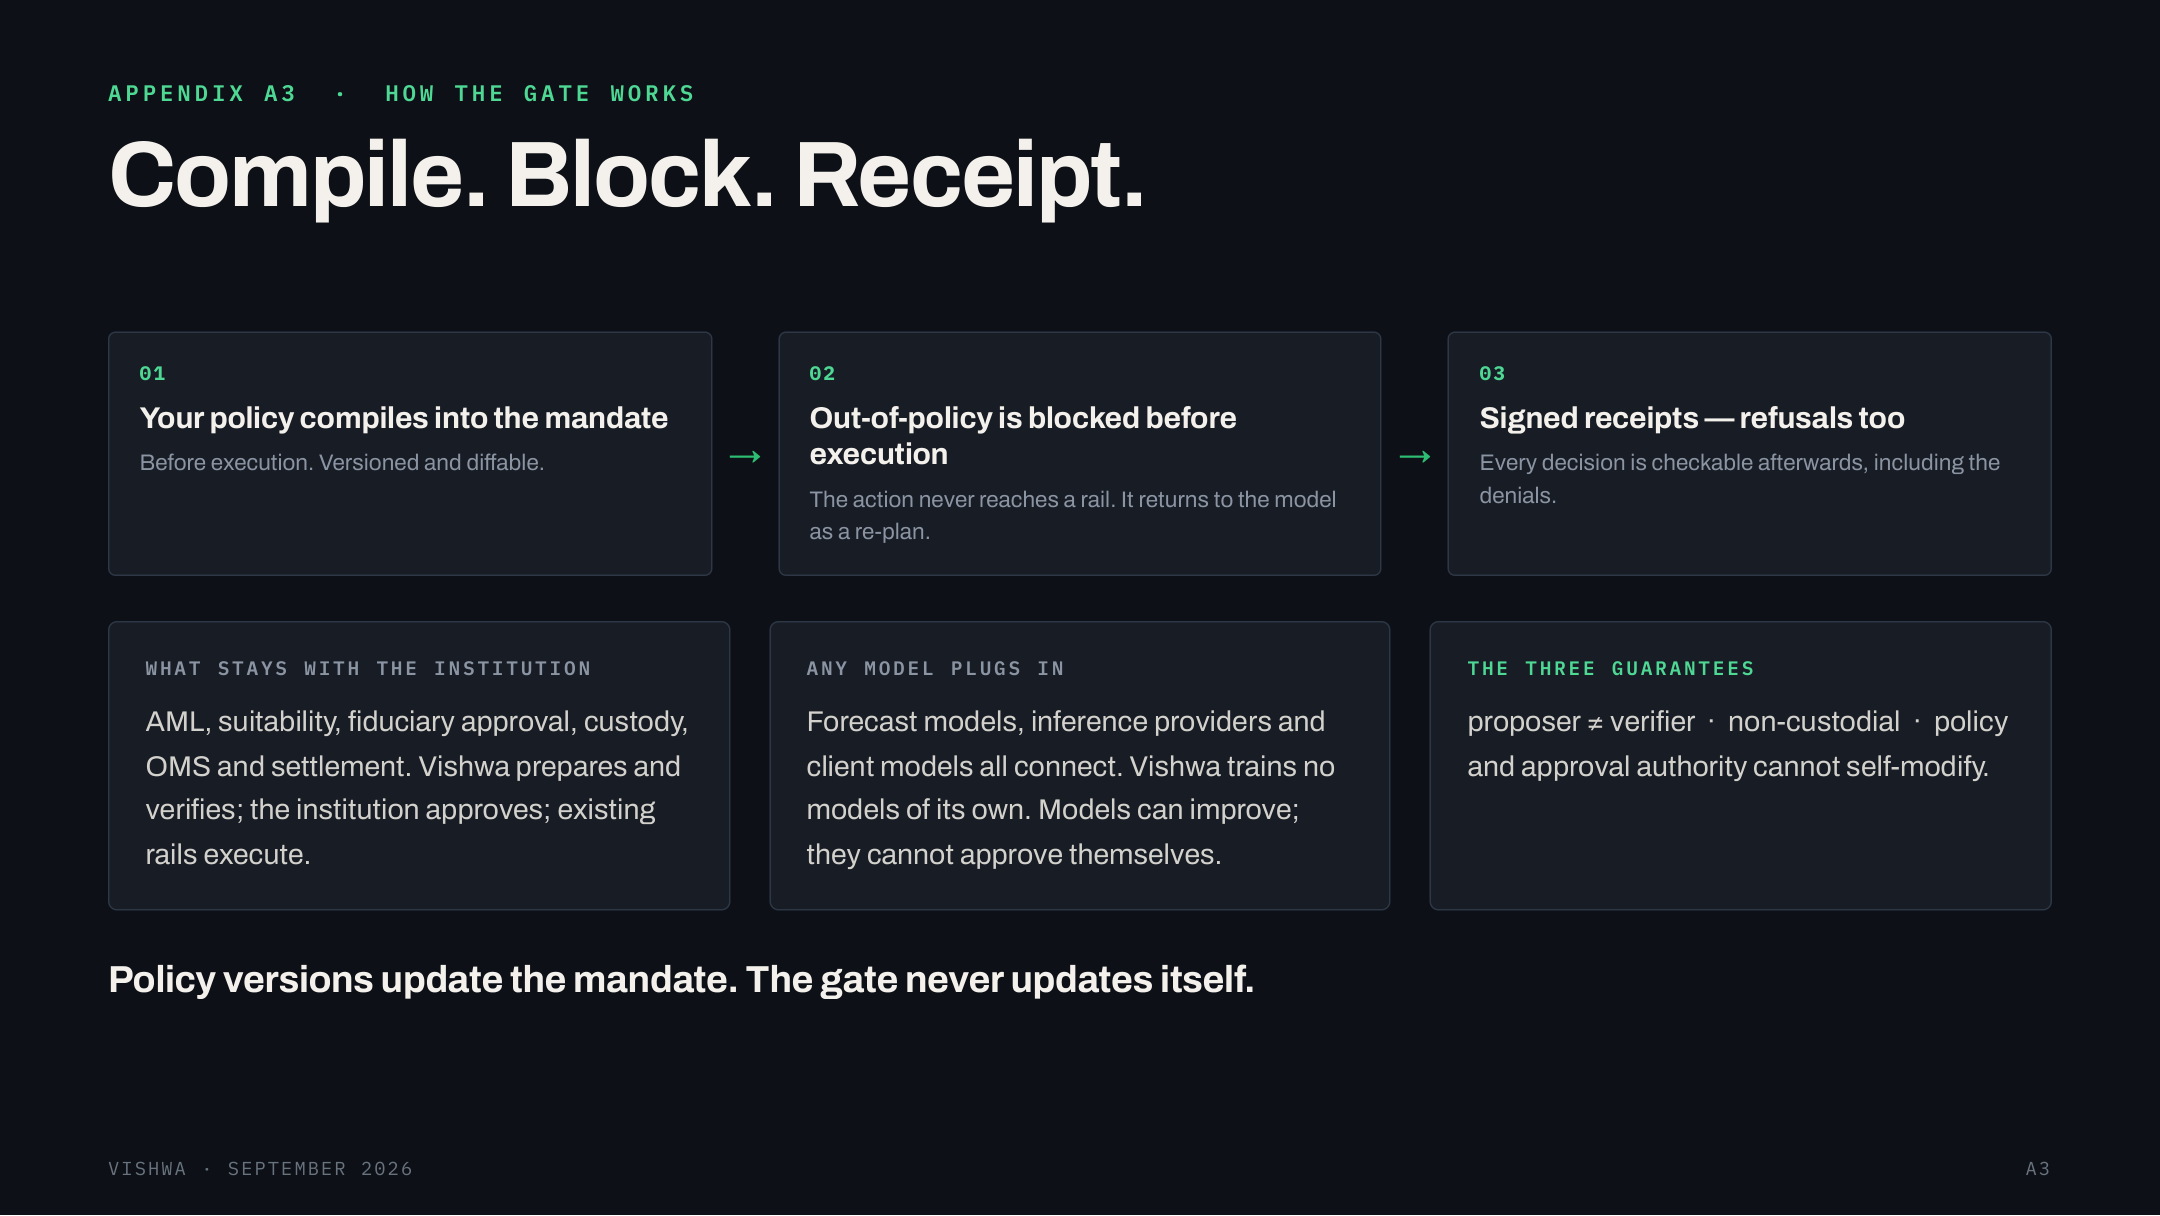 APPENDIX A3 · HOW THE GATE WORKS
Compile. Block. Receipt.
01
Your policy compiles into the mandate
Before execution. Versioned and diffable.
→
02
Out-of-policy is blocked before
execution
The action never reaches a rail. It returns to the model
as a re-plan.
→
03
Signed receipts — refusals too
Every decision is checkable afterwards, including the
denials.
WHAT STAYS WITH THE INSTITUTION
AML, suitability, fiduciary approval, custody,
OMS and settlement. Vishwa prepares and
verifies; the institution approves; existing
rails execute.
ANY MODEL PLUGS IN
Forecast models, inference providers and
client models all connect. Vishwa trains no
models of its own. Models can improve;
they cannot approve themselves.
THE THREE GUARANTEES
proposer ≠ verifier · non-custodial · policy
and approval authority cannot self-modify.
Policy versions update the mandate. The gate never updates itself.
VISHWA · SEPTEMBER 2026
A3